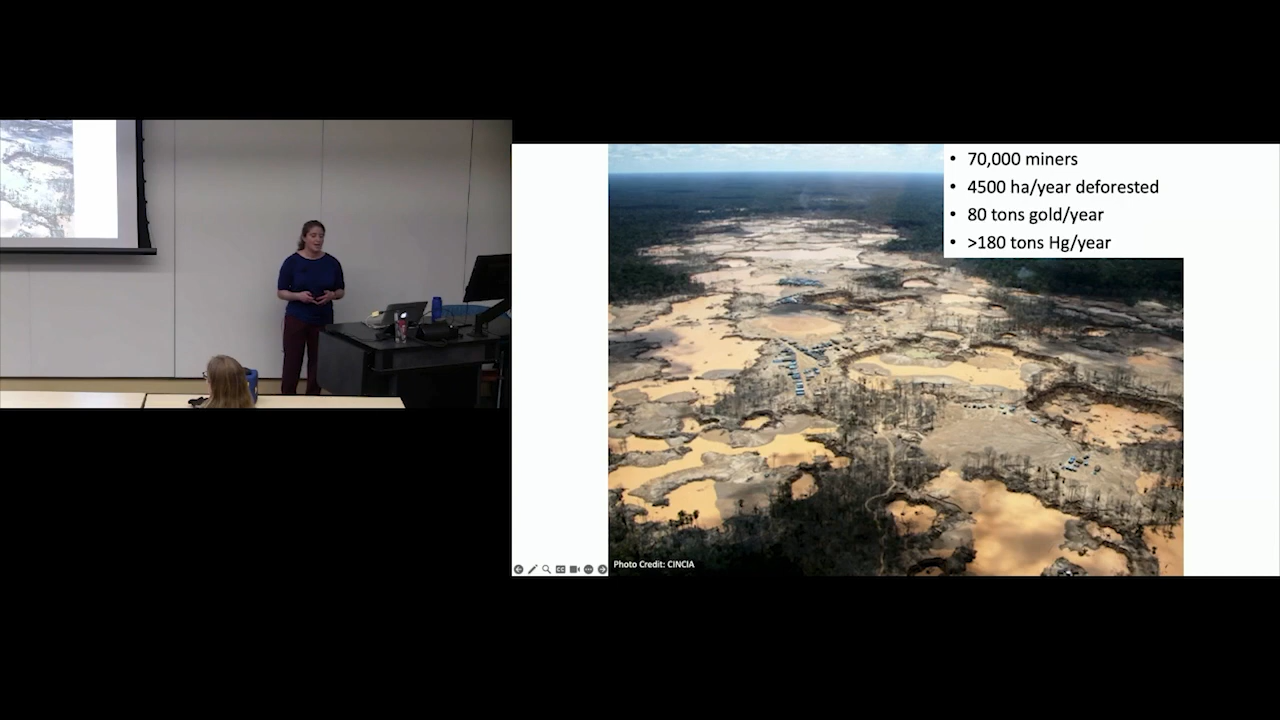 • 70,000 miners
• 4500 ha/year deforested
• 80 tons gold/year
• >180 tons Hg/year
Photo Credit: CINCIA